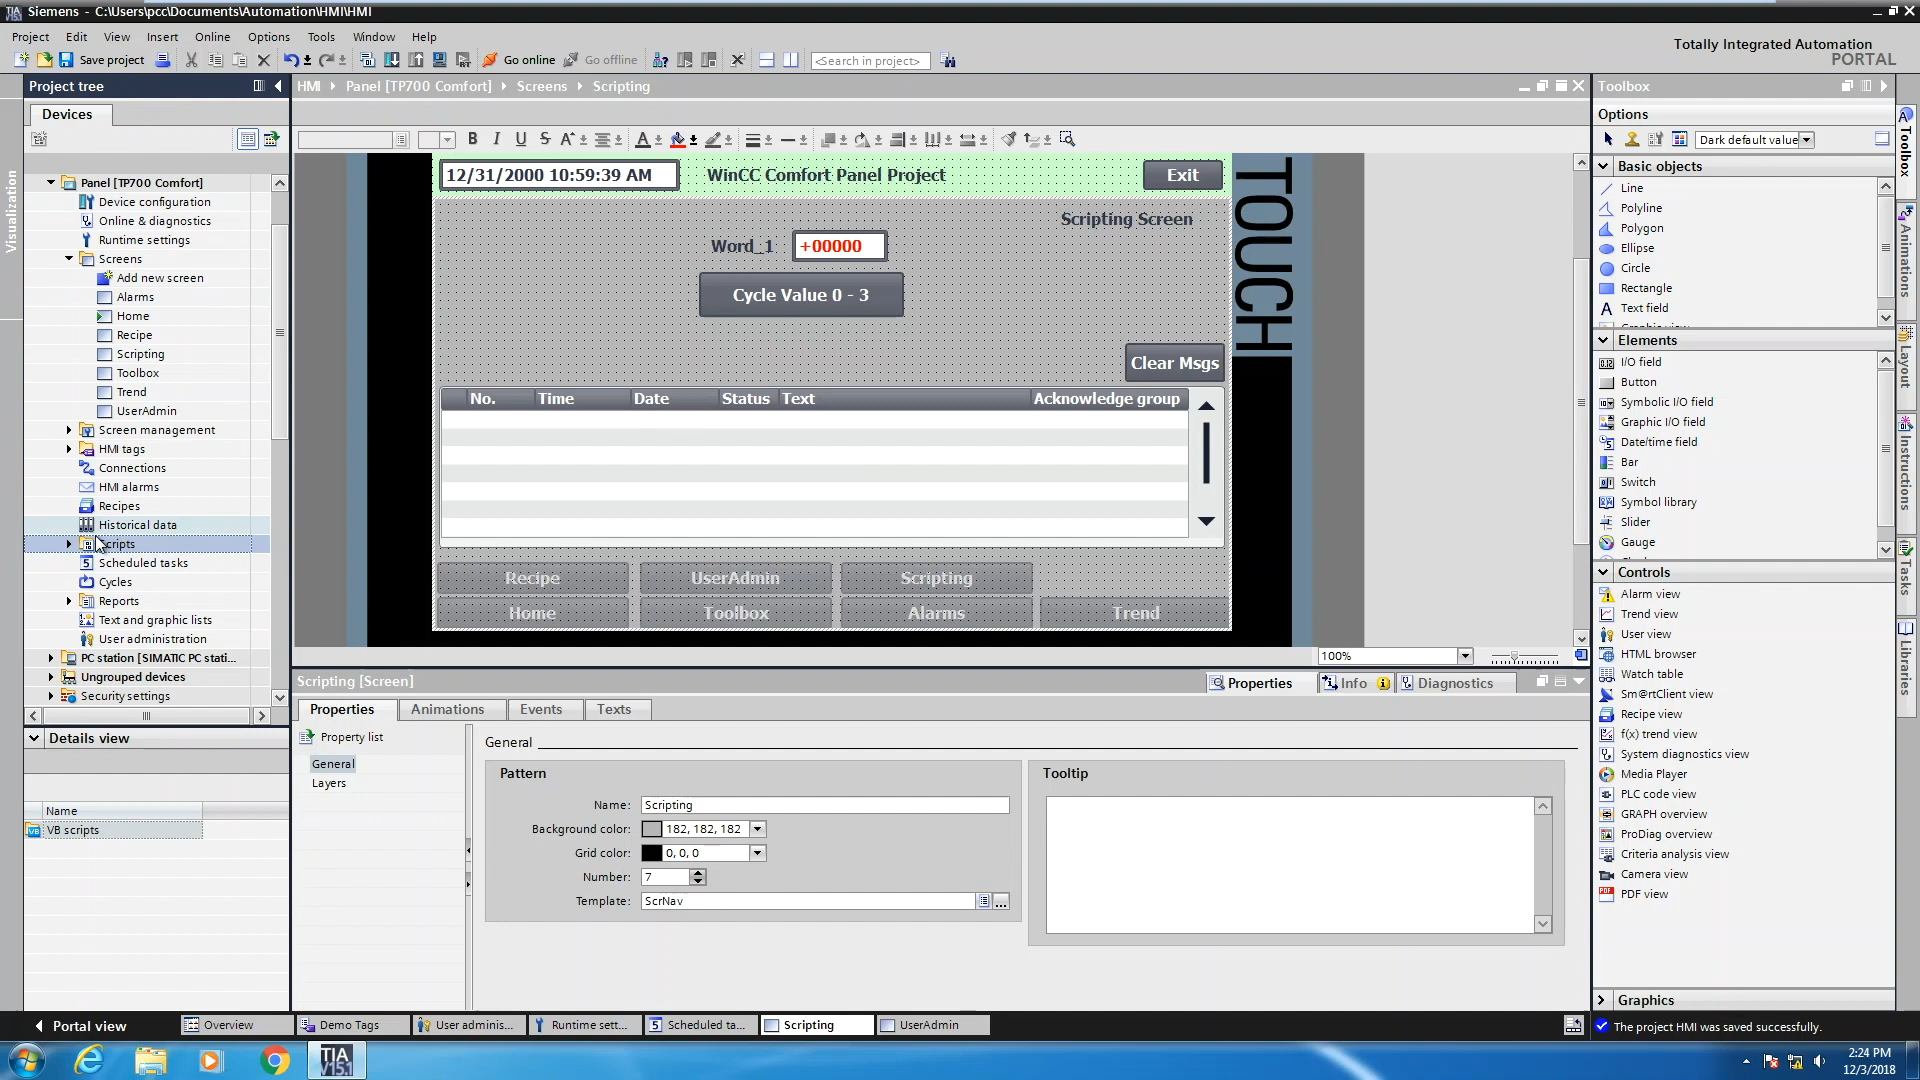 Siemens - C:\Users\pcc\Documents\Automation\HMI\HMI
Project Edit View Insert Online Options Tools Window Help
Totally Integrated Automation
PORTAL
Save project
Go online
Go offline
<Search in project>
Project tree
HMI
Panel [TP700 Comfort]
Screens
Scripting
Toolbox
Devices
Options
Dark default value
Visualization
Panel [TP700 Comfort]
Device configuration
Online & diagnostics
Runtime settings
Screens
Add new screen
Alarms
Home
Recipe
Scripting
Toolbox
Trend
UserAdmin
Screen management
HMI tags
Connections
HMI alarms
Recipes
Historical data
cripts
Scheduled tasks
Cycles
Reports
Text and graphic lists
User administration
PC station [SIMATIC PC stati...
Ungrouped devices
Security settings
Details view
Name
VB scripts
12/31/2000 10:59:39 AM
WinCC Comfort Panel Project
Exit
Scripting Screen
Word_1
+00000
Cycle Value 0 - 3
Clear Msgs
No. Time Date Status Text Acknowledge group
Recipe UserAdmin Scripting
Home Toolbox Alarms Trend
TOUCH
100%
Scripting [Screen]
Properties
Info
Diagnostics
Properties Animations Events Texts
Property list
General
Layers
General
Pattern
Name: Scripting
Background color: 182, 182, 182
Grid color: 0, 0, 0
Number: 7
Template: ScrNav
...
Tooltip
Basic objects
Line
Polyline
Polygon
Ellipse
Circle
Rectangle
Text field
Elements
I/O field
Button
Symbolic I/O field
Graphic I/O field
Date/time field
Bar
Switch
Symbol library
Slider
Gauge
Controls
Alarm view
Trend view
User view
HTML browser
Watch table
Sm@rtClient view
Recipe view
f(x) trend view
System diagnostics view
Media Player
PLC code view
GRAPH overview
ProDiag overview
Criteria analysis view
Camera view
PDF view
Graphics
Toolbox
Animations
Layout
Instructions
Tasks
Libraries
Portal view
Overview
Demo Tags
User adminis...
Runtime sett...
Scheduled ta...
Scripting
UserAdmin
The project HMI was saved successfully.
TIA
V15.1
2:24 PM
12/3/2018